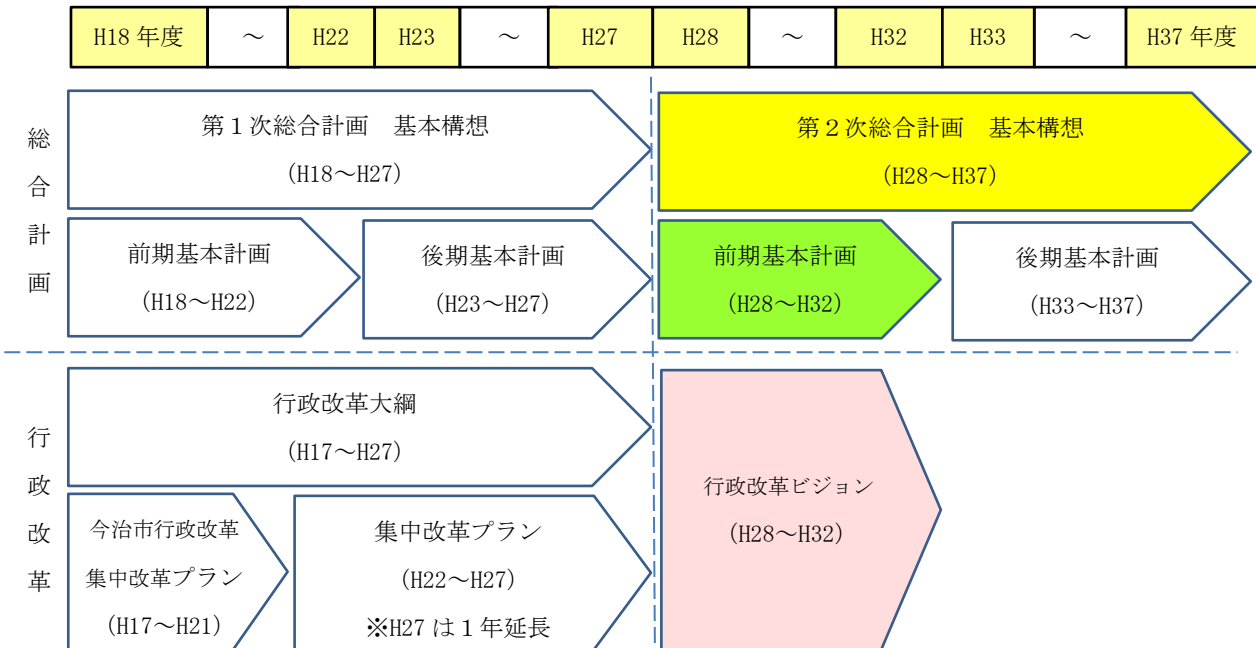 H18 年度 ～ H22 H23 ～ H27 H28 ～ H32 H33 ～ H37 年度
総合計画
第１次総合計画　基本構想
(H18～H27)
第２次総合計画　基本構想
(H28～H37)
前期基本計画
(H18～H22)
後期基本計画
(H23～H27)
前期基本計画
(H28～H32)
後期基本計画
(H33～H37)
行政改革
行政改革大綱
(H17～H27)
今治市行政改革
集中改革プラン
(H17～H21)
集中改革プラン
(H22～H27)
※H27 は１年延長
行政改革ビジョン
(H28～H32)